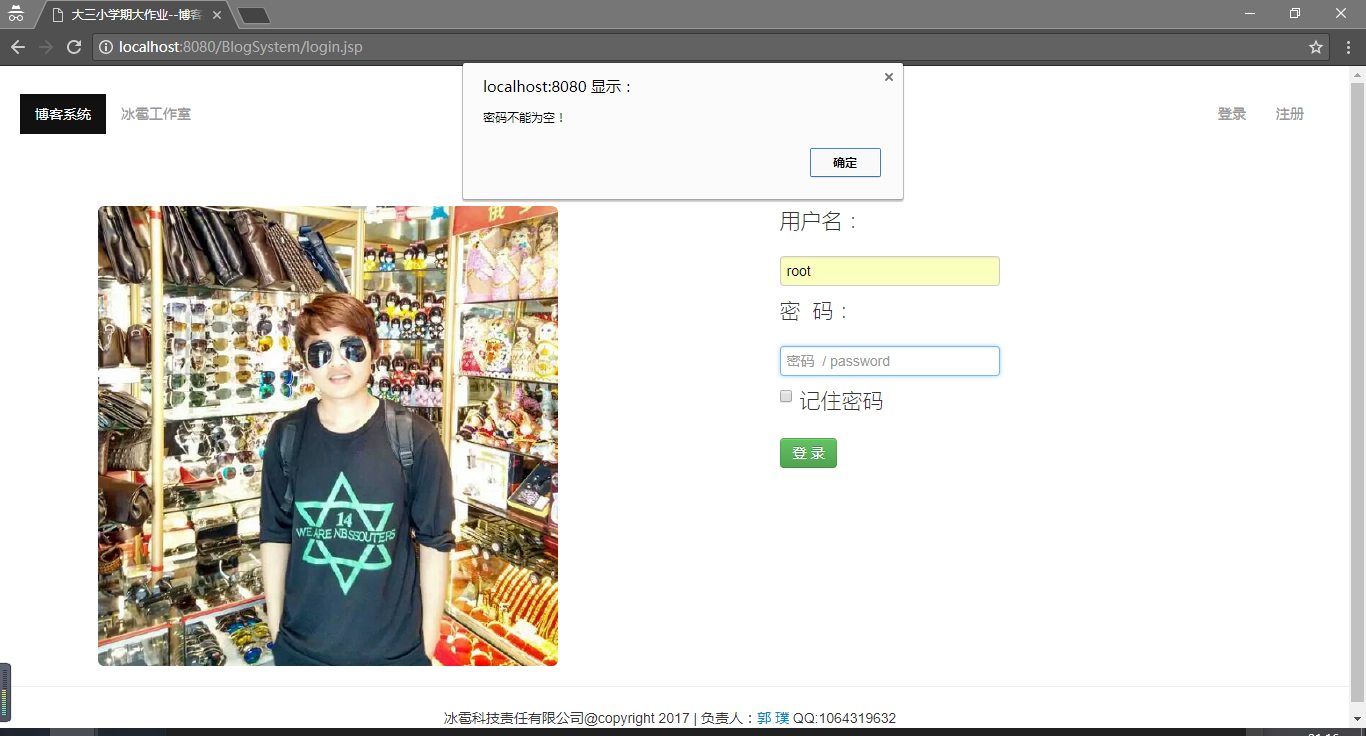 大三小学期大作业--博客
localhost:8080/BlogSystem/login.jsp
localhost:8080 显示：
密码不能为空！
确定
博客系统 冰雹工作室 登录 注册
用户名：
root
密 码：
密码 / password
记住密码
登 录
14
WE ARE NBSSOUTERS
冰雹科技责任有限公司@copyright 2017 | 负责人：郭 璞 QQ:1064319632